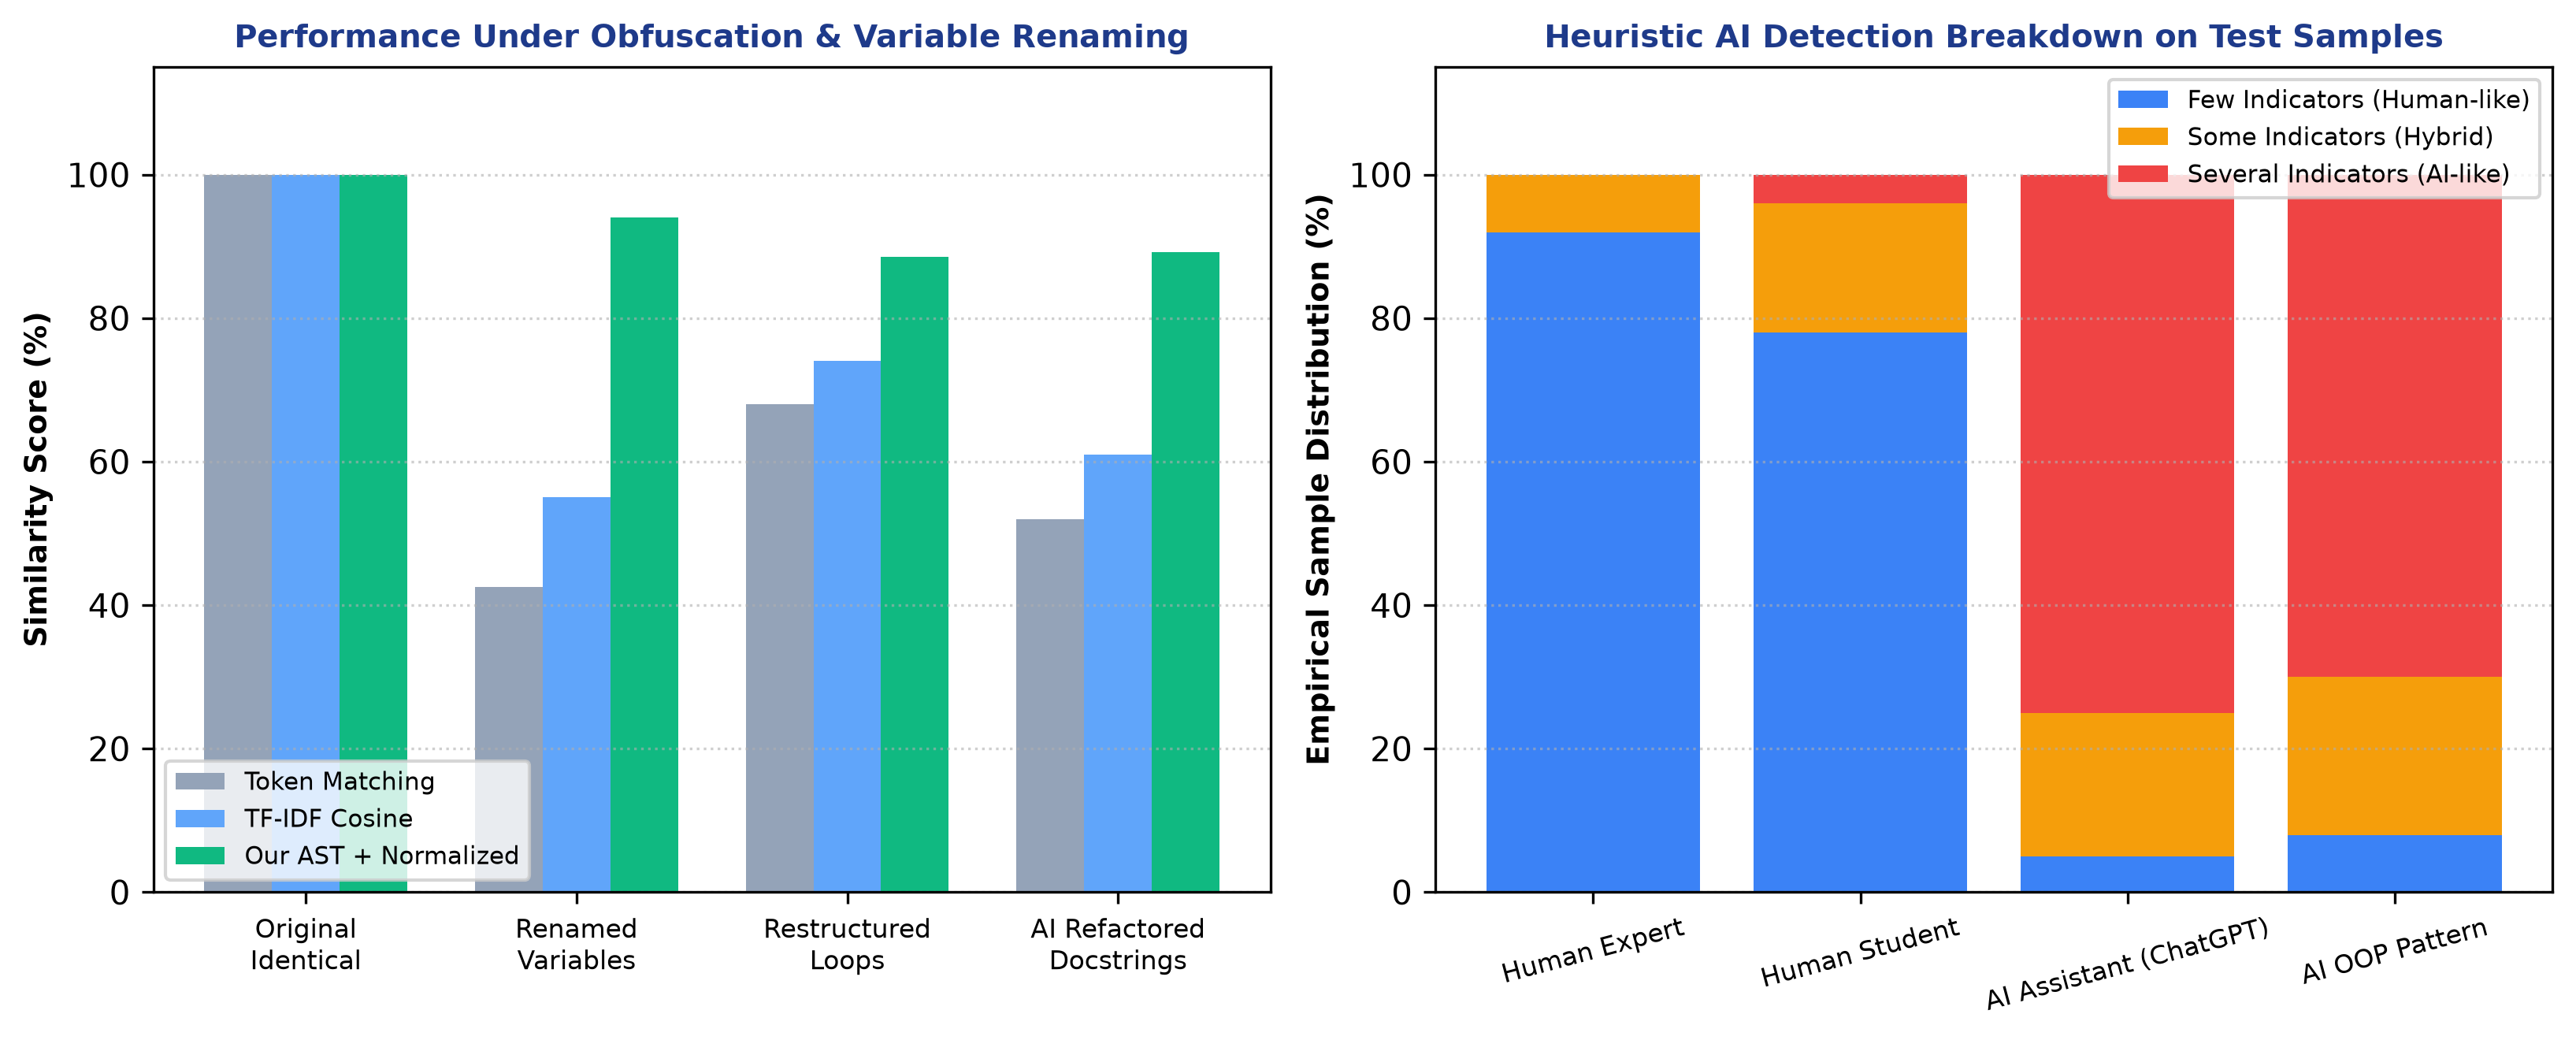 Performance Under Obfuscation & Variable Renaming
Similarity Score (%)
100
80
60
40
20
0
Token Matching
TF-IDF Cosine
Our AST + Normalized
Original
Identical
Renamed
Variables
Restructured
Loops
AI Refactored
Docstrings
Heuristic AI Detection Breakdown on Test Samples
Empirical Sample Distribution (%)
100
80
60
40
20
0
Few Indicators (Human-like)
Some Indicators (Hybrid)
Several Indicators (AI-like)
Human Expert
Human Student
AI Assistant (ChatGPT)
AI OOP Pattern